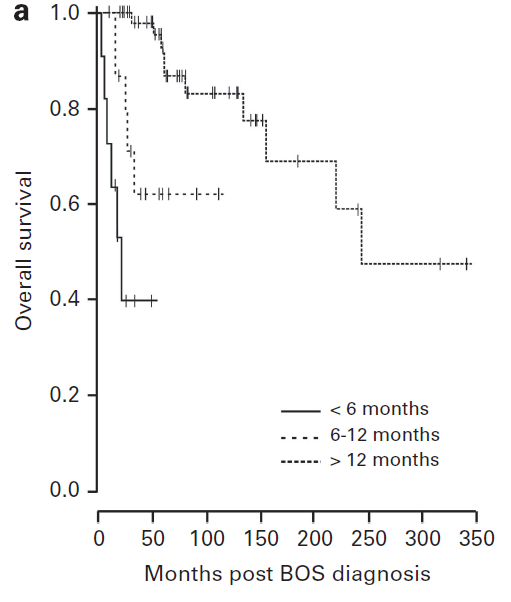 a
1.0
0.8
0.6
0.4
0.2
0.0
Overall survival
< 6 months
6-12 months
> 12 months
0 50 100 150 200 250 300 350
Months post BOS diagnosis